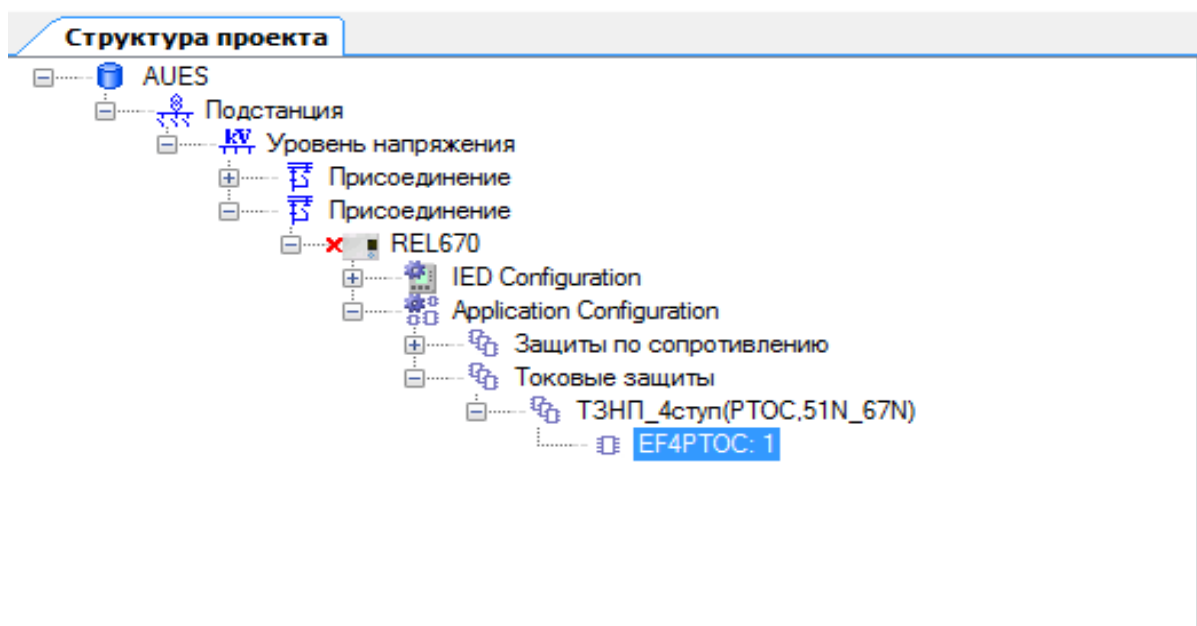 Структура проекта
AUES
Подстанция
kV Уровень напряжения
Присоединение
Присоединение
REL670
IED Configuration
Application Configuration
Защиты по сопротивлению
Токовые защиты
ТЗНП_4ступ(PTOC,51N_67N)
EF4PTOC: 1